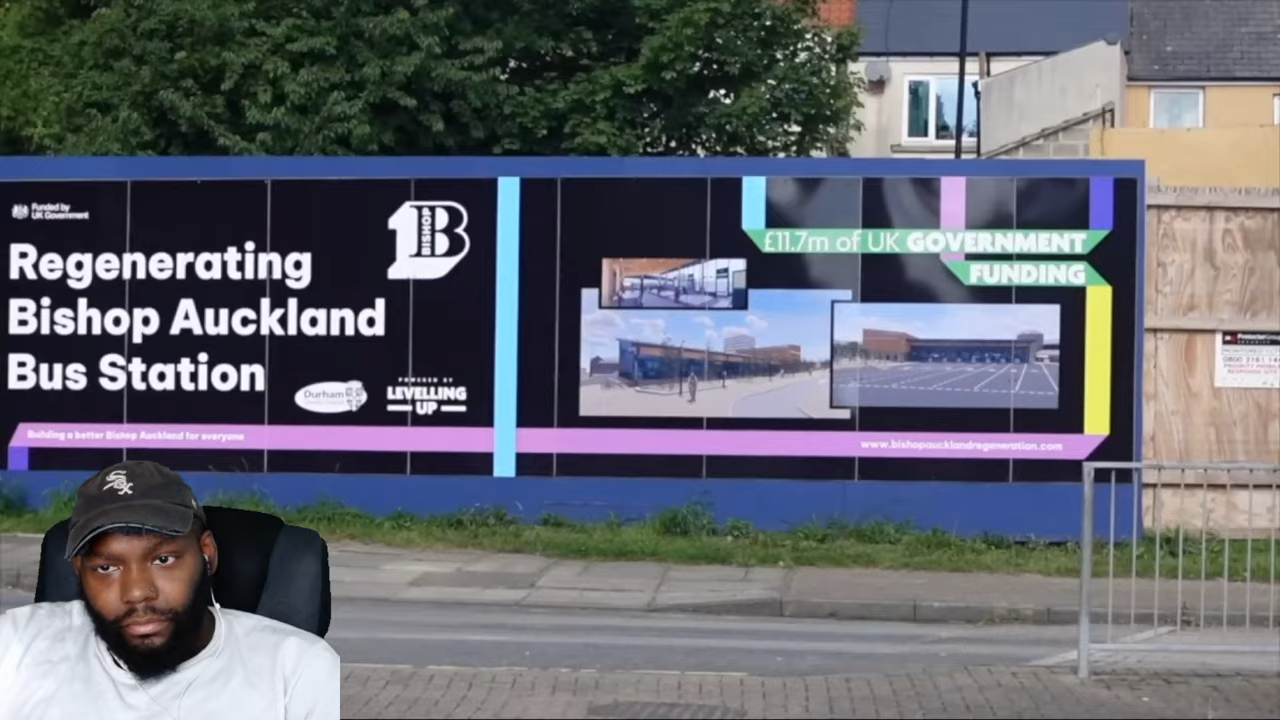 Funded by
UK Government
Regenerating
Bishop Auckland
Bus Station
BISHOP
B
Durham
POWERED BY
LEVELLING
UP
Building a better Bishop Auckland for everyone
£11.7m of UK GOVERNMENT
FUNDING
www.bishopaucklandregeneration.com
Sox